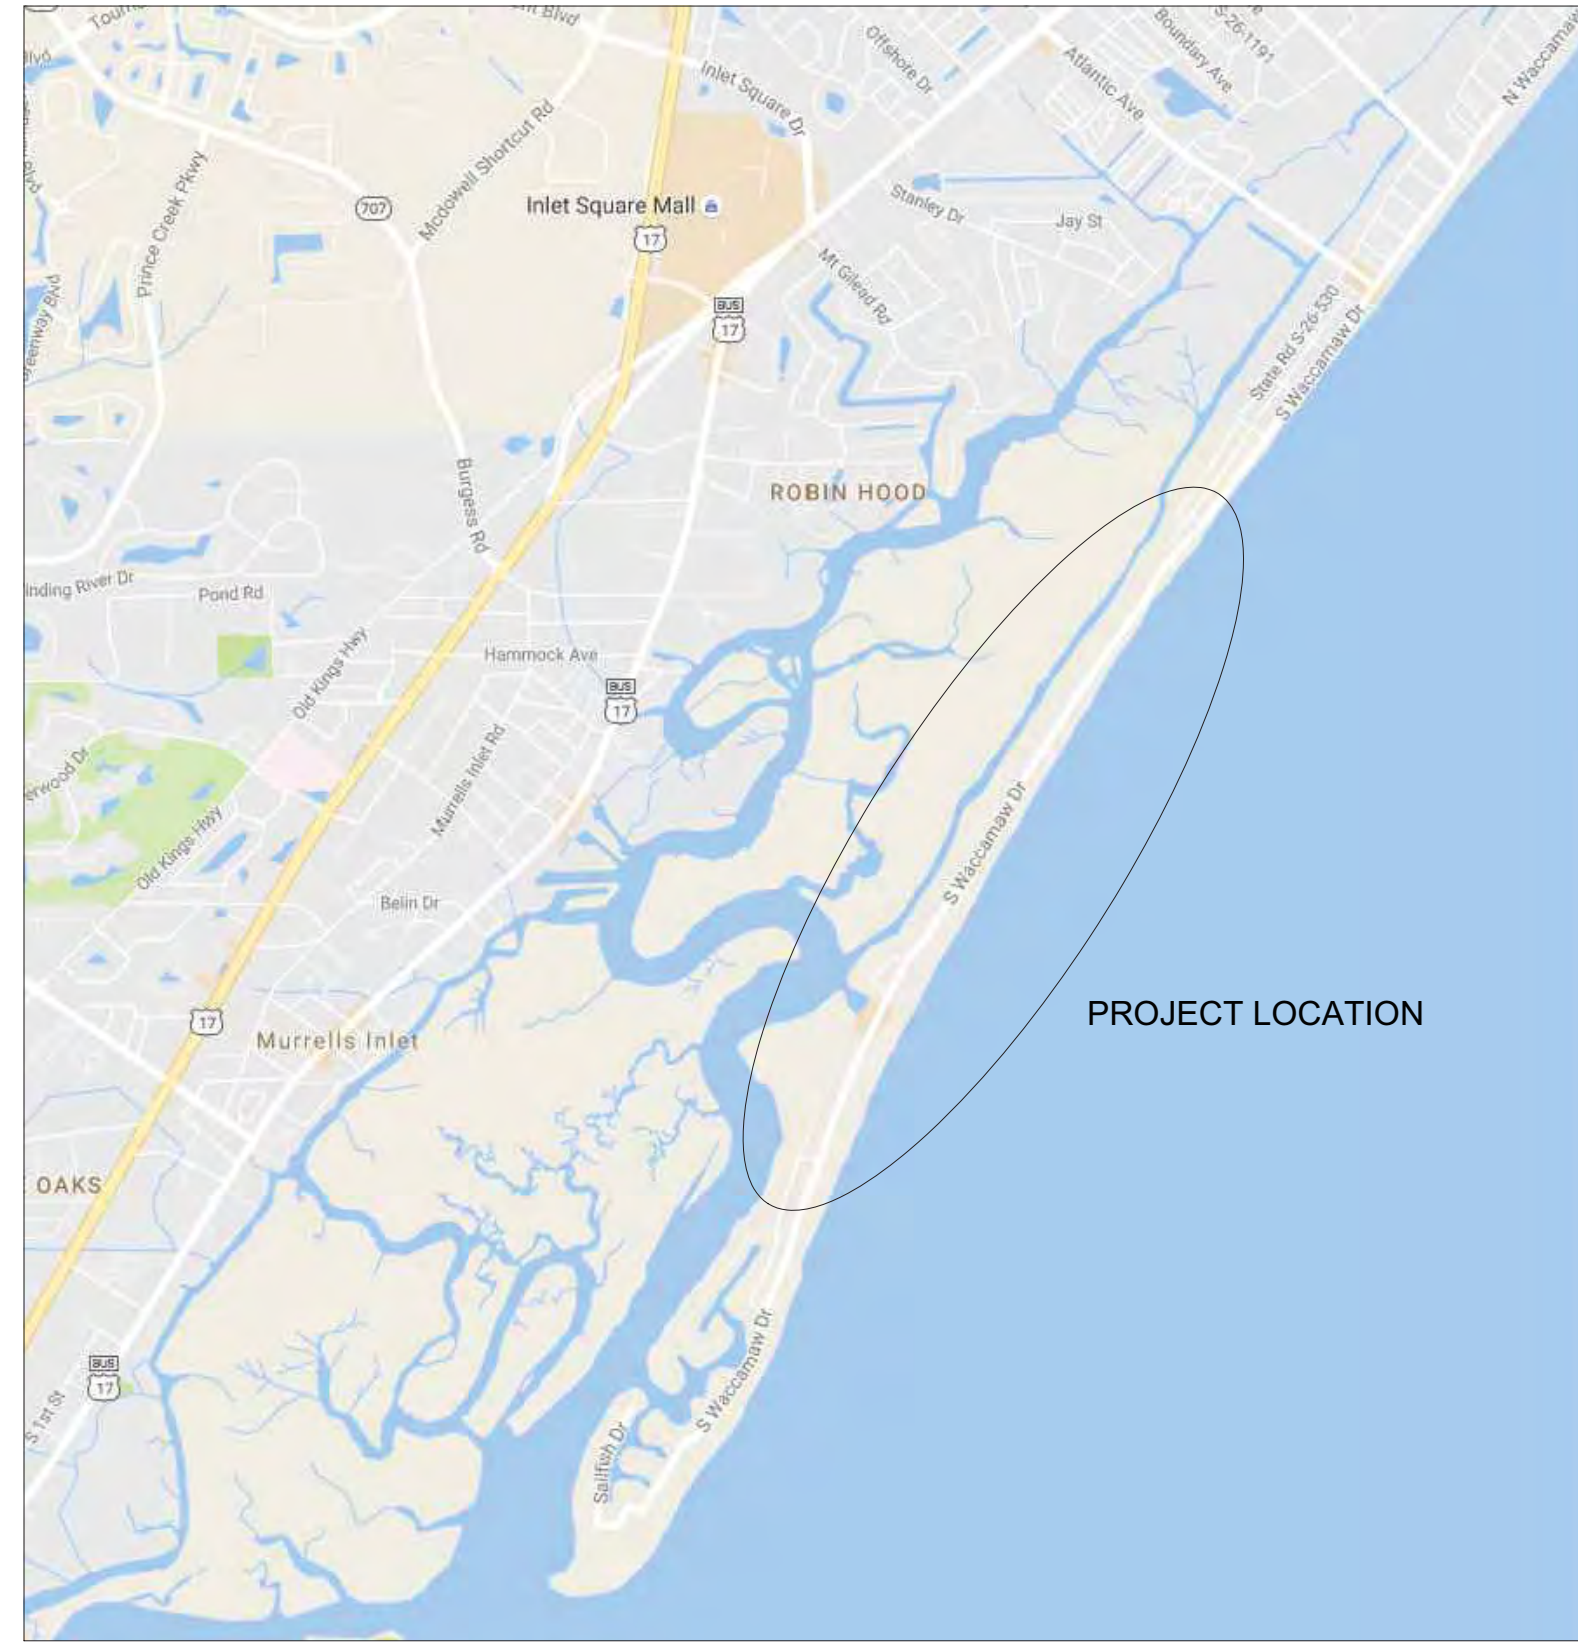 Inlet Square Dr
Offshore Dr
Atlantic Ave
Boundary Ave
S-26-1191
Mcdowell Shortcut Rd
Prince Creek Pkwy
707
Inlet Square Mall
17
Stanley Dr
Jay St
Mt Gilead Rd
BUS
17
State Rd S-26-530
S Waccamaw Dr
Burgess Rd
ROBIN HOOD
Pond Rd
Hammock Ave
Old Kings Hwy
BUS
17
Murrells Inlet Rd
S Waccamaw Dr
Old Kings Hwy
Belin Dr
17
PROJECT LOCATION
Murrells Inlet
OAKS
BUS
17
S 1st St
S Waccamaw Dr
Sailfish Dr